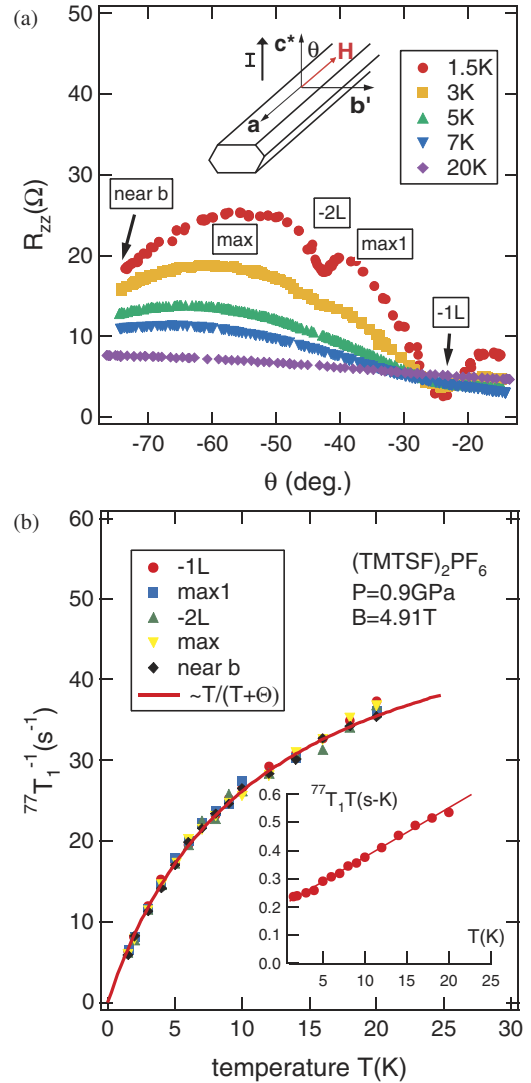 (a)
50
40
30
20
10
0
R_zz(Ω)
I
c*
θ
H
a
b'
1.5K
3K
5K
7K
20K
near b
max
-2L
max1
-1L
-70
-60
-50
-40
-30
-20
θ (deg.)
(b)
60
50
40
30
20
10
0
⁷⁷T₁⁻¹(s⁻¹)
-1L
max1
-2L
max
near b
~T/(T+Θ)
(TMTSF)₂PF₆
P=0.9GPa
B=4.91T
⁷⁷T₁T(s-K)
0.6
0.5
0.4
0.3
0.2
0.1
0.0
5
10
15
20
T(K)
0
5
10
15
20
25
30
temperature T(K)